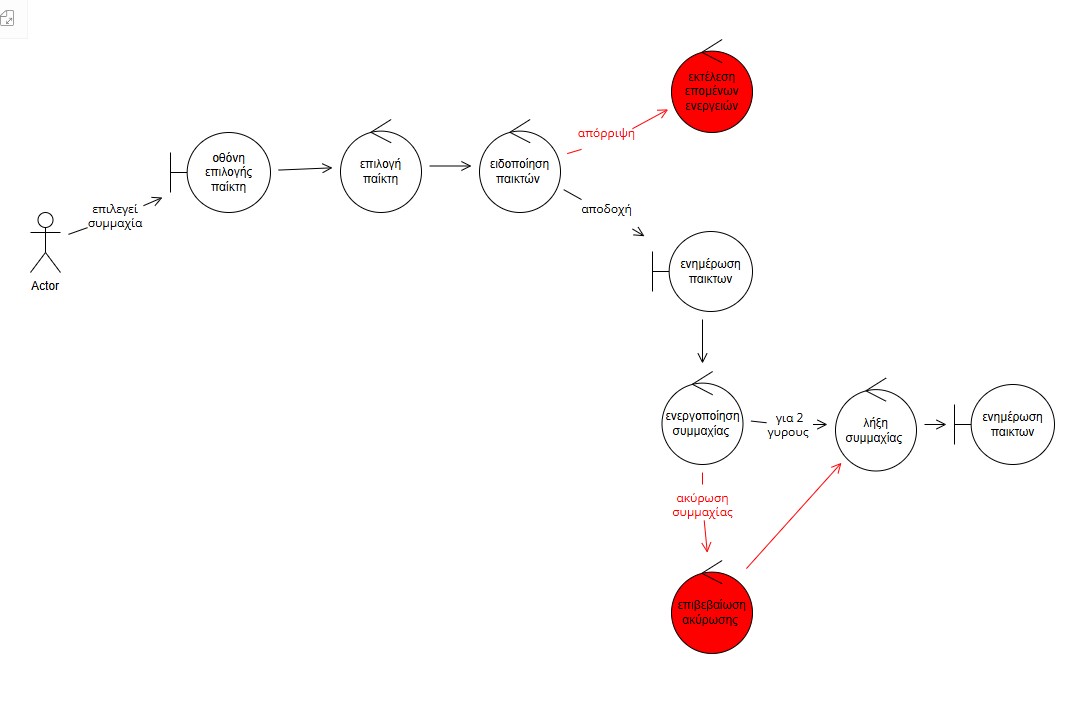 εκτέλεση
επομένων
ενεργειών
απόρριψη
οθόνη
επιλογής
παίκτη
επιλογή
παίκτη
ειδοποίηση
παικτών
επιλεγεί
συμμαχία
αποδοχή
Actor
ενημέρωση
παικτων
ενεργοποίηση
συμμαχίας
για 2
γυρους
λήξη
συμμαχίας
ενημέρωση
παικτων
ακύρωση
συμμαχίας
επιβεβαίωση
ακύρωσης